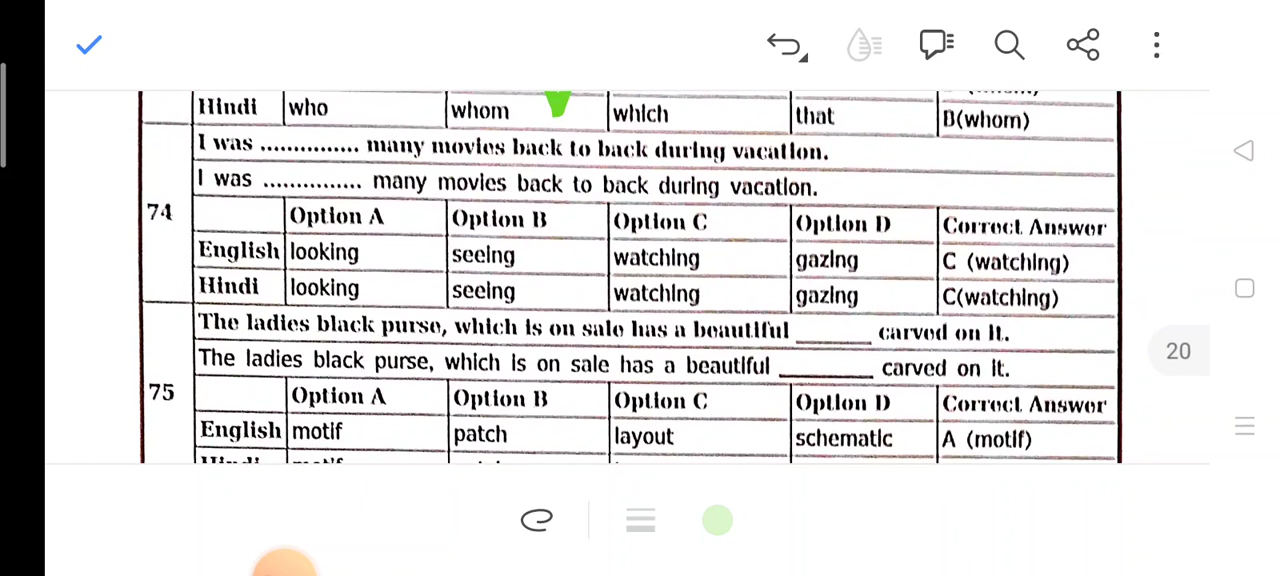 Hindi who whom which that B(whom)
I was ............... many movies back to back during vacation.
I was ............... many movies back to back during vacation.
74
Option A Option B Option C Option D Correct Answer
English looking seeing watching gazing C (watching)
Hindi looking seeing watching gazing C(watching)
The ladies black purse, which is on sale has a beautiful ______ carved on it.
The ladies black purse, which is on sale has a beautiful ________ carved on it.
75
Option A Option B Option C Option D Correct Answer
English motif patch layout schematic A (motif)
Hindi motif
20